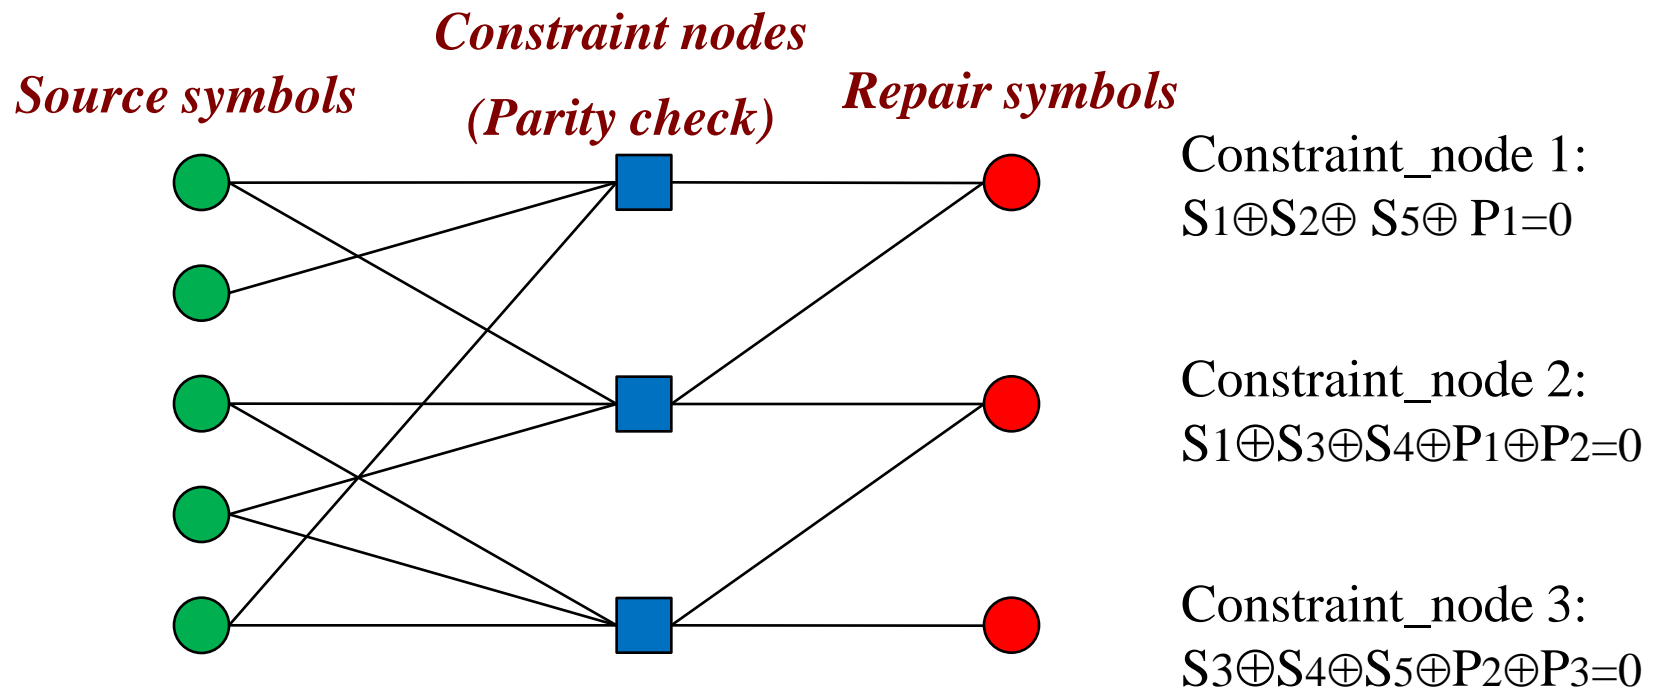 Constraint nodes
(Parity check)
Source symbols
Repair symbols
Constraint_node 1:
S1⊕S2⊕ S5⊕ P1=0
Constraint_node 2:
S1⊕S3⊕S4⊕P1⊕P2=0
Constraint_node 3:
S3⊕S4⊕S5⊕P2⊕P3=0